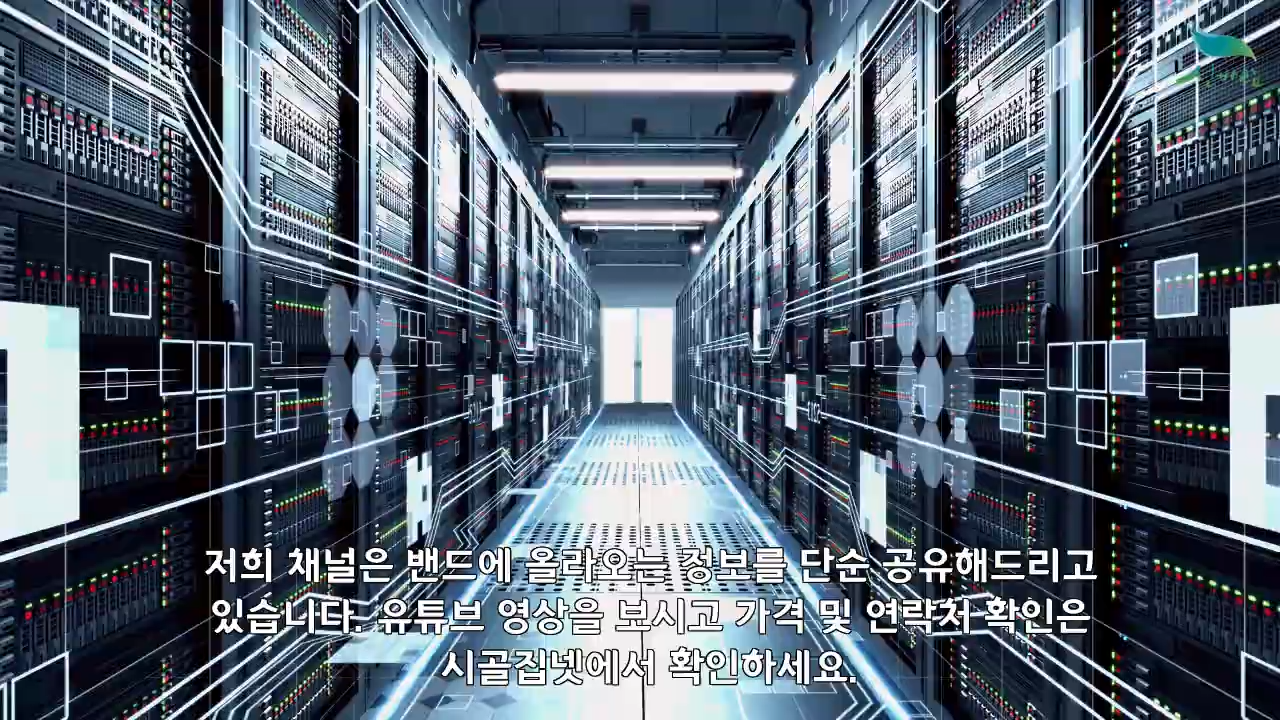 저희 채널은 밴드에 올라오는 정보를 단순 공유해드리고
있습니다. 유튜브 영상을 보시고 가격 및 연락처 확인은
시골집넷에서 확인하세요.